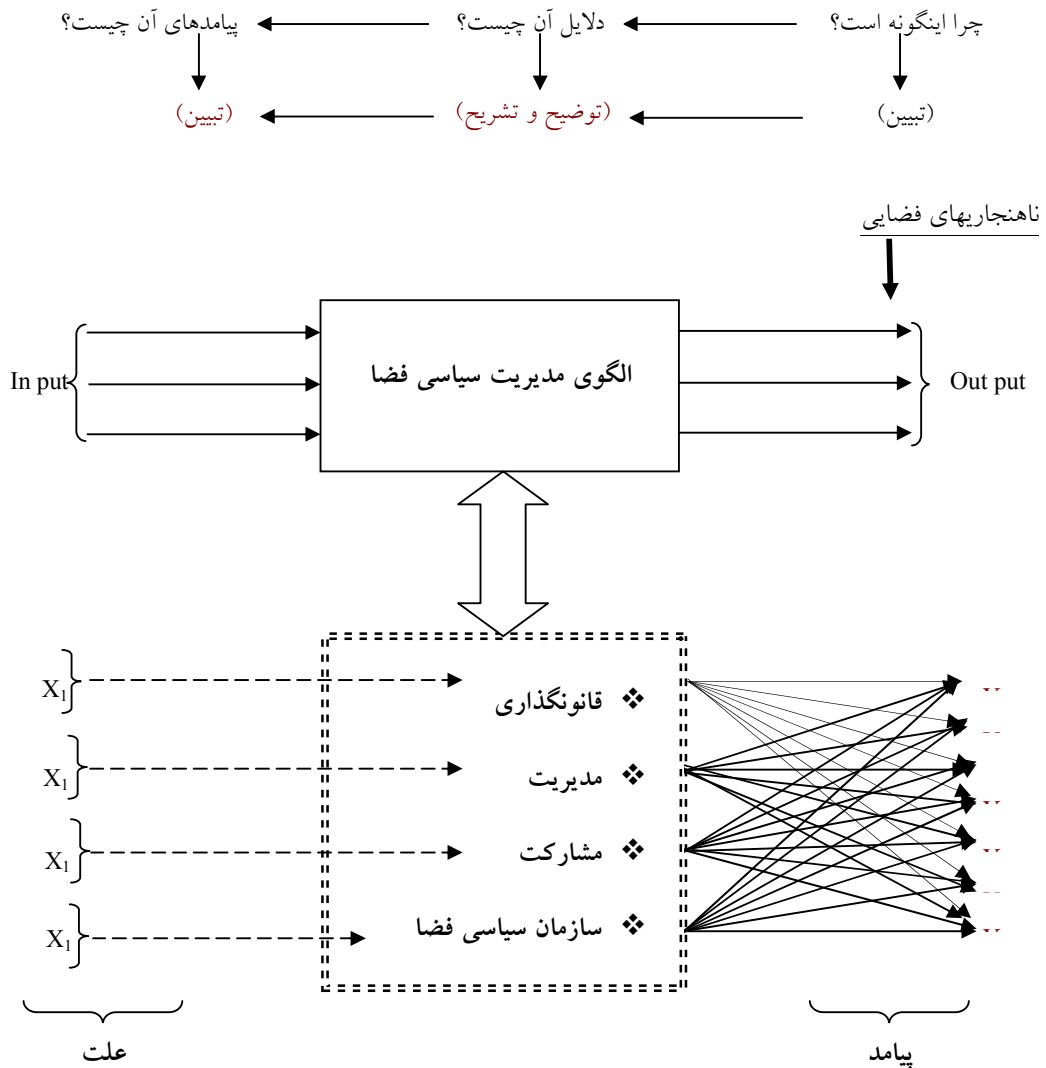 چرا اینگونه است؟ دلایل آن چیست؟ پیامدهای آن چیست؟
(تبیین) (توضیح و تشریح) (تبیین)
ناهنجاریهای فضایی
In put
الگوی مدیریت سیاسی فضا
Out put
X1
❖ قانونگذاری
X1
❖ مدیریت
X1
❖ مشارکت
X1
❖ سازمان سیاسی فضا
علت
پیامد